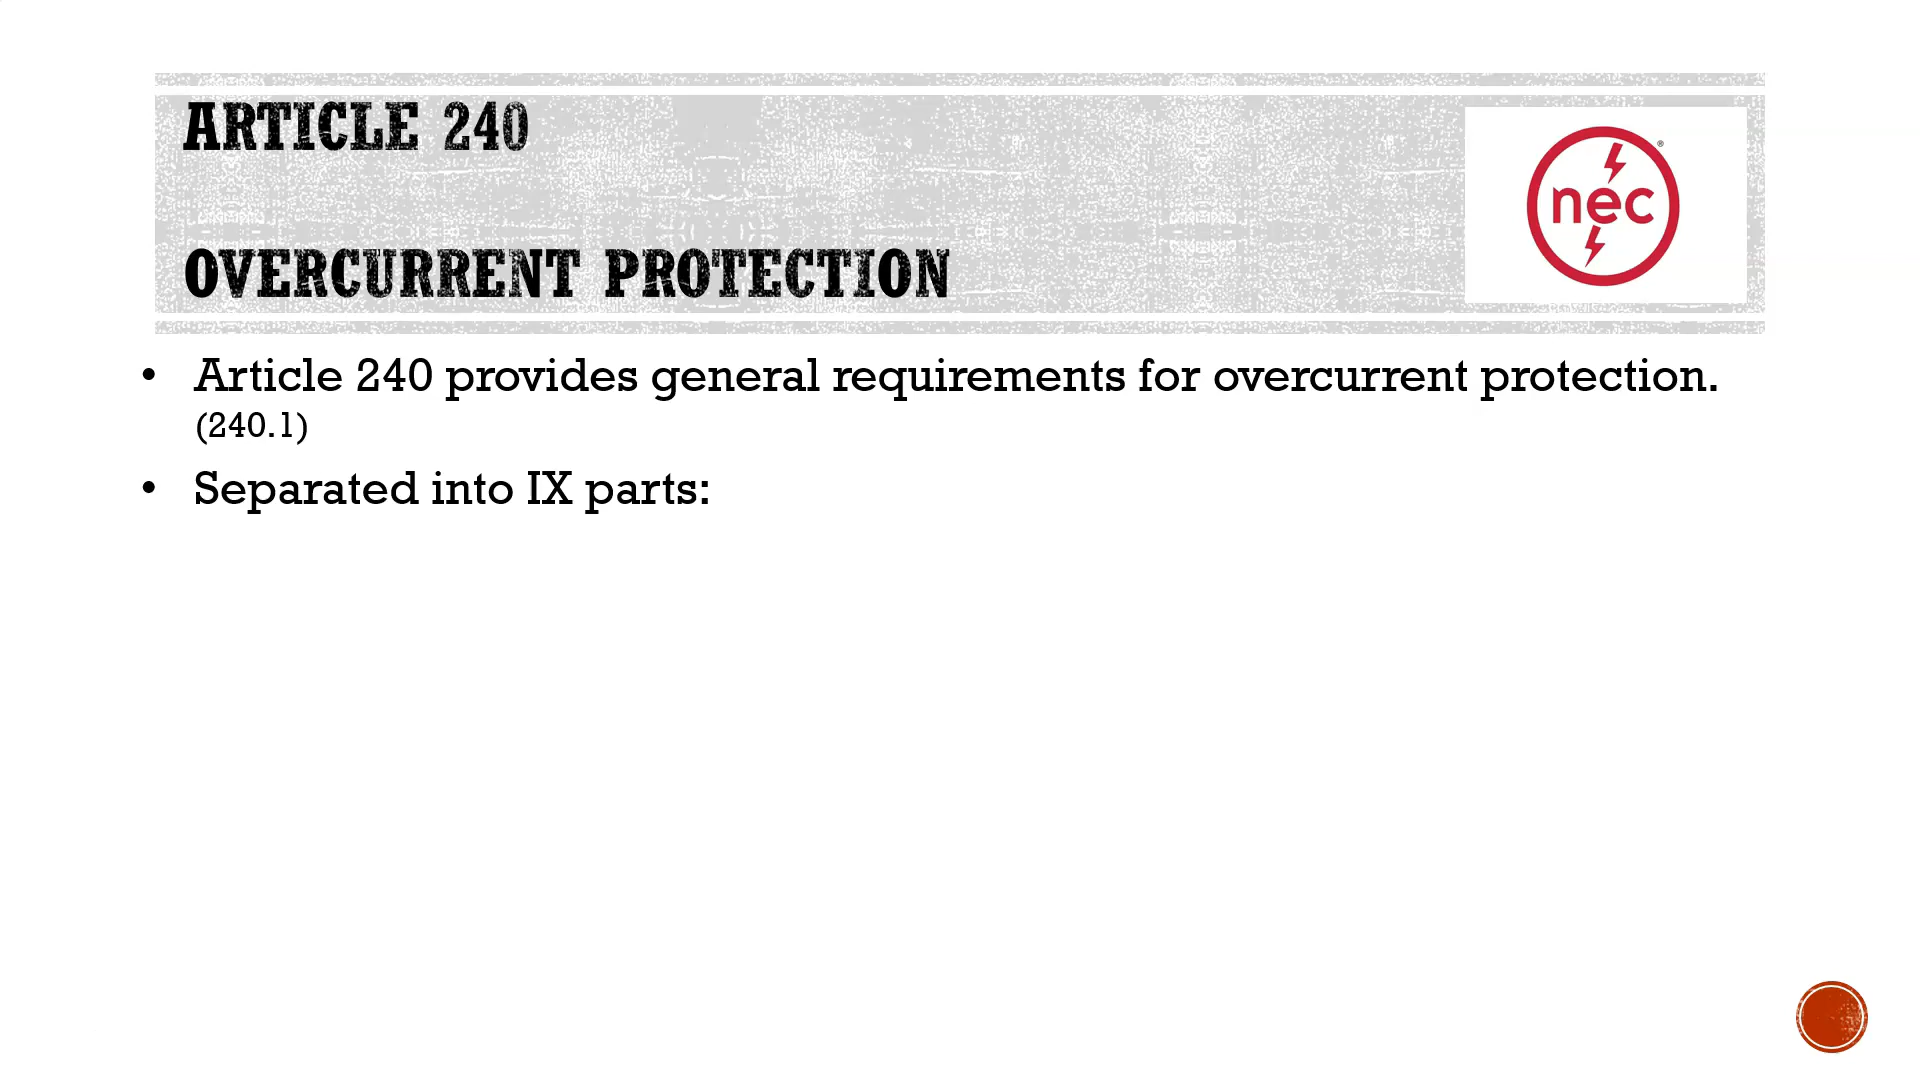 ARTICLE 240
OVERCURRENT PROTECTION
nec®
• Article 240 provides general requirements for overcurrent protection.
(240.1)
• Separated into IX parts: